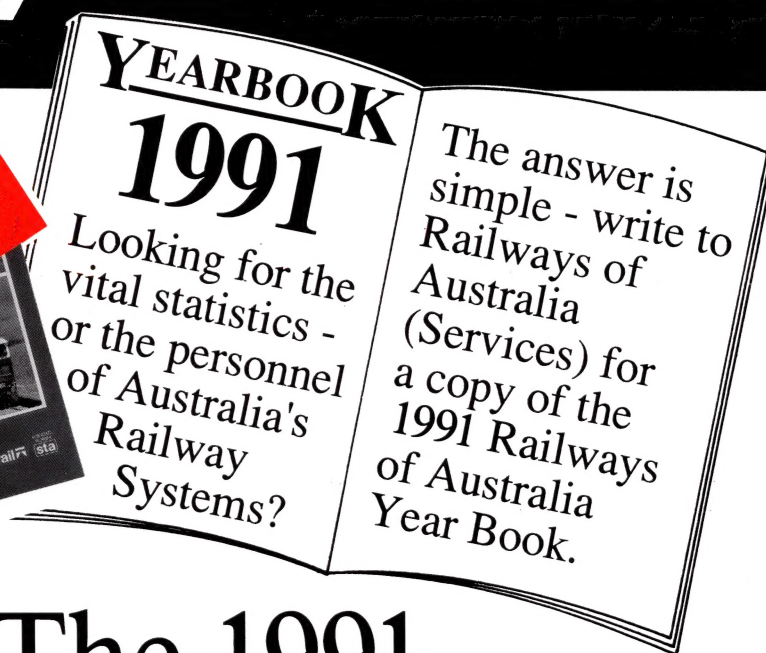 YEARBOOK
1991
Looking for the
vital statistics -
or the personnel
of Australia's
Railway
Systems?
The answer is
simple - write to
Railways of
Australia
(Services) for
a copy of the
1991 Railways
of Australia
Year Book.
sta
The 1991